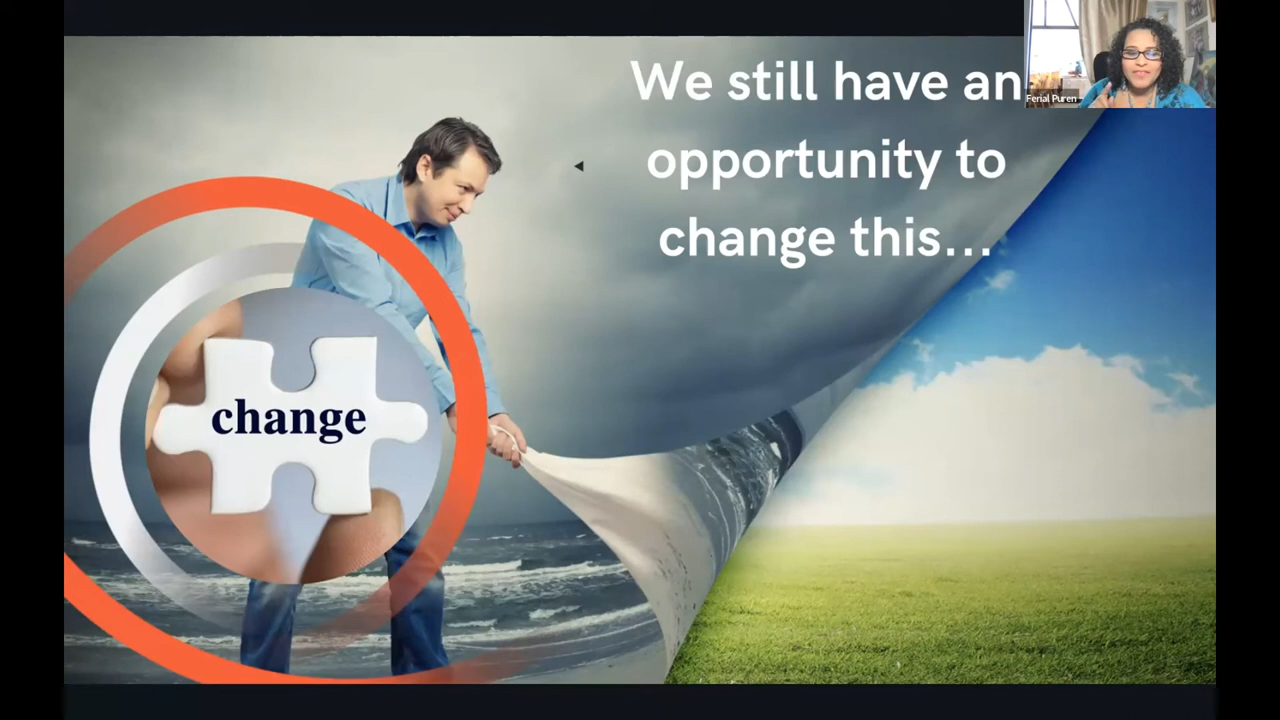 We still have an
opportunity to
change this...
Ferial Puren
change